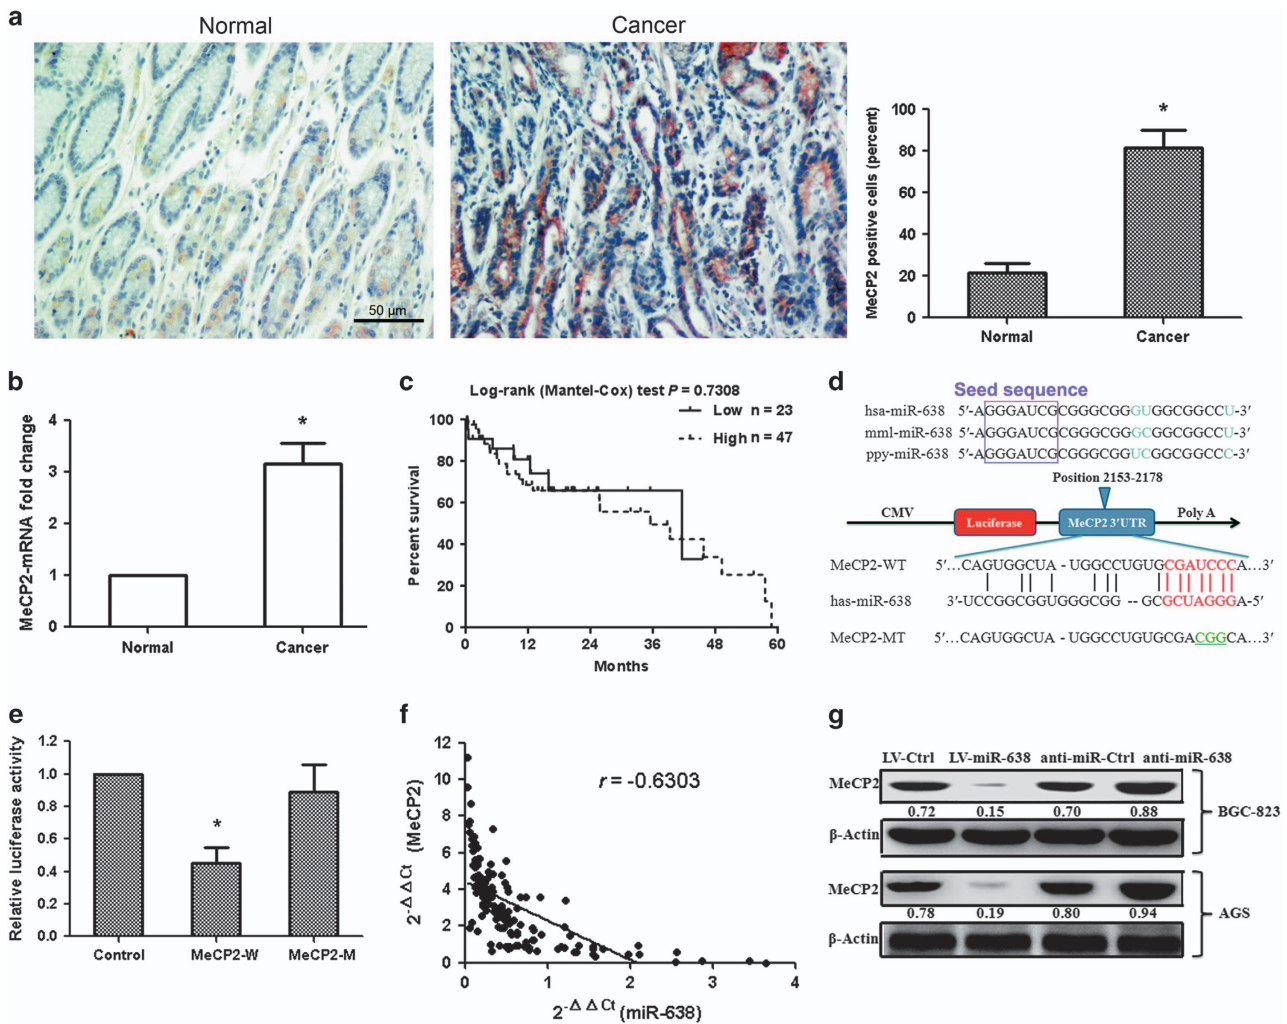 a
Normal
Cancer
50 μm
MeCP2 positive cells (percent)
100
80
60
40
20
0
*
Normal
Cancer
b
MeCP2-mRNA fold change
4
3
2
1
0
*
Normal
Cancer
c
Log-rank (Mantel-Cox) test P = 0.7308
Low n = 23
High n = 47
Percent survival
100
80
60
40
20
0
0 12 24 36 48 60
Months
d
Seed sequence
hsa-miR-638 5'-AGGGAUCGCGGGCGGGUGGCGGCCU-3'
mml-miR-638 5'-AGGGAUCGCGGGCGGGCGGCGGCCU-3'
ppy-miR-638 5'-AGGGAUCGCGGGCGGUCGGCGGCCC-3'
Position 2153-2178
CMV
Luciferase
MeCP2 3'UTR
Poly A
MeCP2-WT 5'...CAGUGGCUA - UGGCCUGUGCGAUCCCA...3'
has-miR-638 3'-UCCGGCGGUGGGCGG -- GCGCUAGGGA-5'
MeCP2-MT 5'...CAGUGGCUA - UGGCCUGUGCGACGGCA...3'
e
Relative luciferase activity
1.2
1.0
0.8
0.6
0.4
0.2
0.0
*
Control
MeCP2-W
MeCP2-M
f
2-ΔΔCt (MeCP2)
12
10
8
6
4
2
0
r = -0.6303
0 1 2 3 4
2-ΔΔCt (miR-638)
g
LV-Ctrl LV-miR-638 anti-miR-Ctrl anti-miR-638
MeCP2
0.72 0.15 0.70 0.88
β-Actin
BGC-823
MeCP2
0.78 0.19 0.80 0.94
β-Actin
AGS